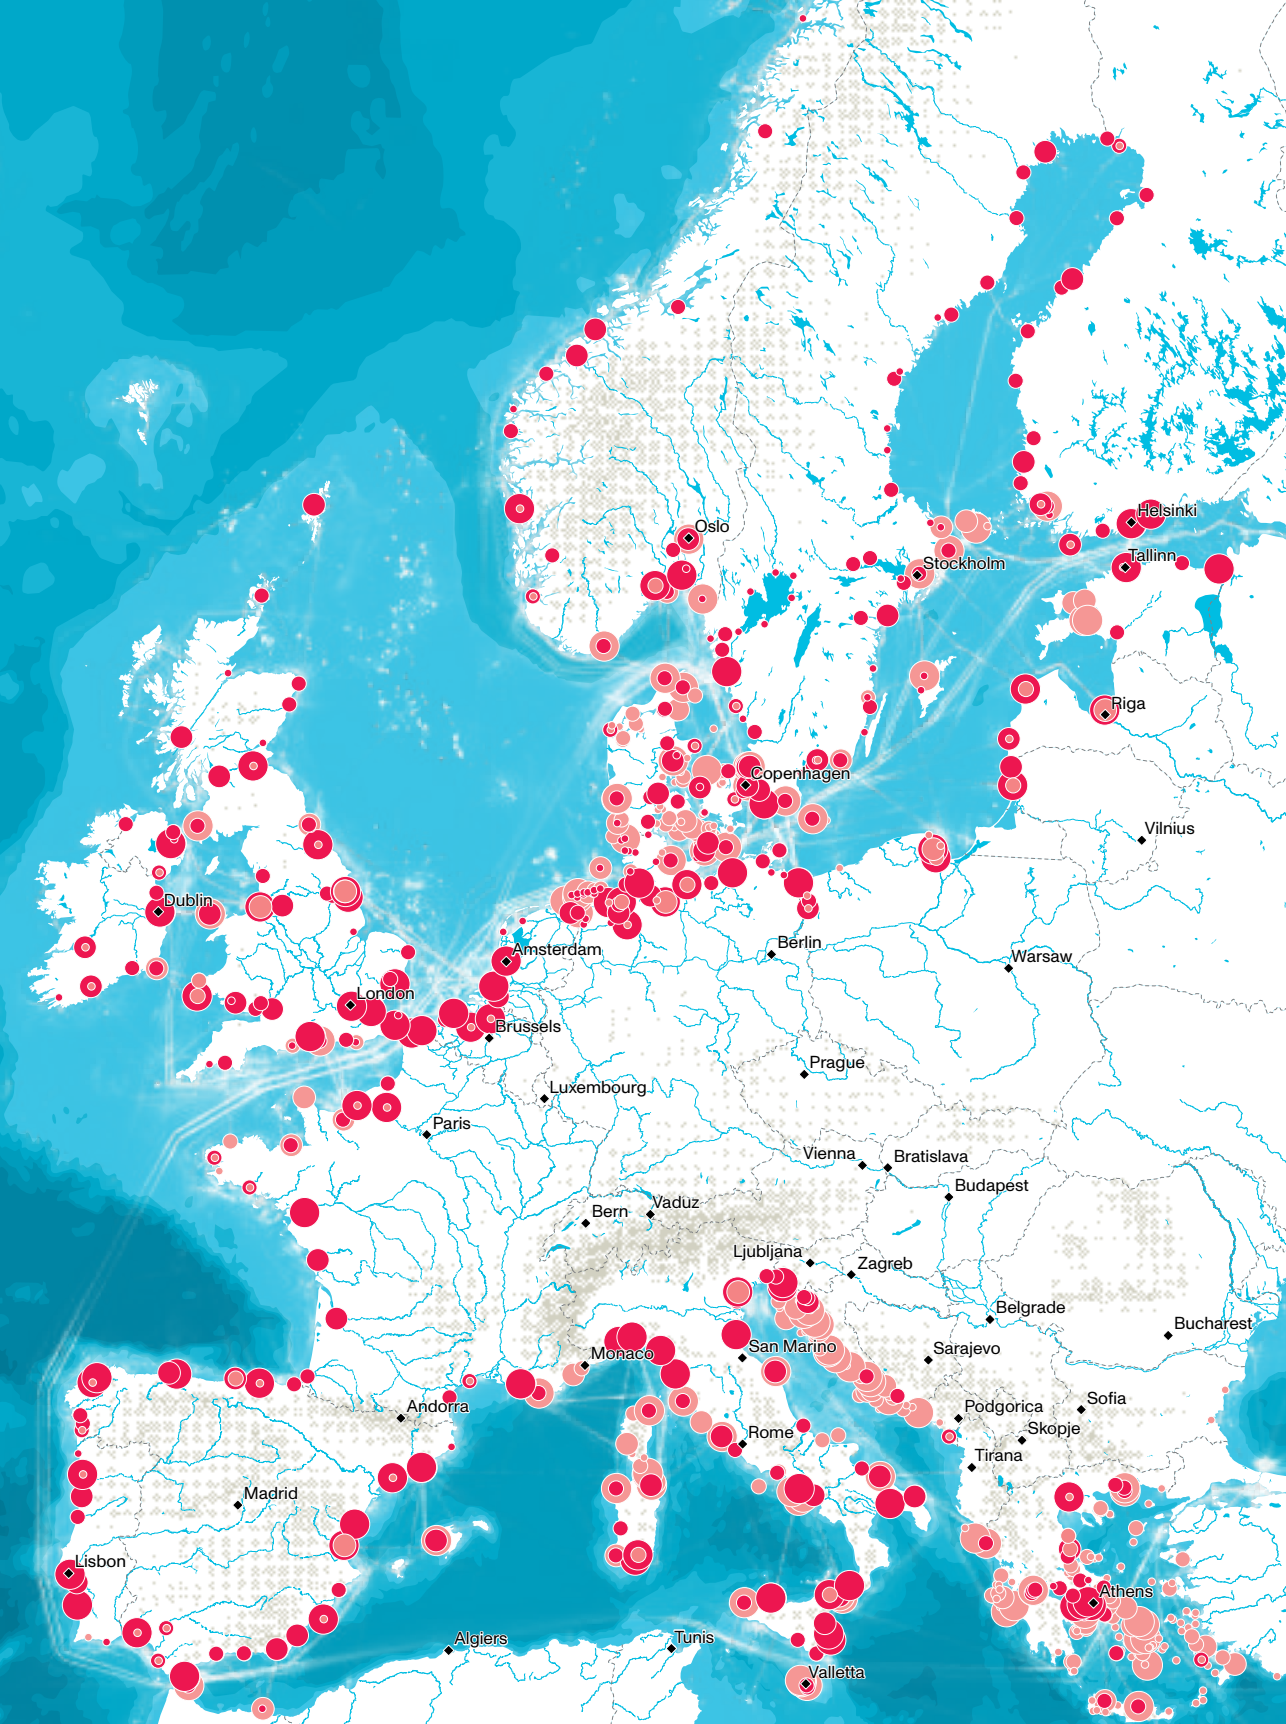 Oslo
Helsinki
Tallinn
Stockholm
Riga
Copenhagen
Vilnius
Dublin
Berlin
Amsterdam
Warsaw
London
Brussels
Prague
Luxembourg
Paris
Vienna
Bratislava
Budapest
Bern
Vaduz
Ljubljana
Zagreb
Belgrade
Bucharest
San Marino
Sarajevo
Monaco
Andorra
Sofia
Podgorica
Skopje
Rome
Tirana
Madrid
Lisbon
Athens
Algiers
Tunis
Valletta